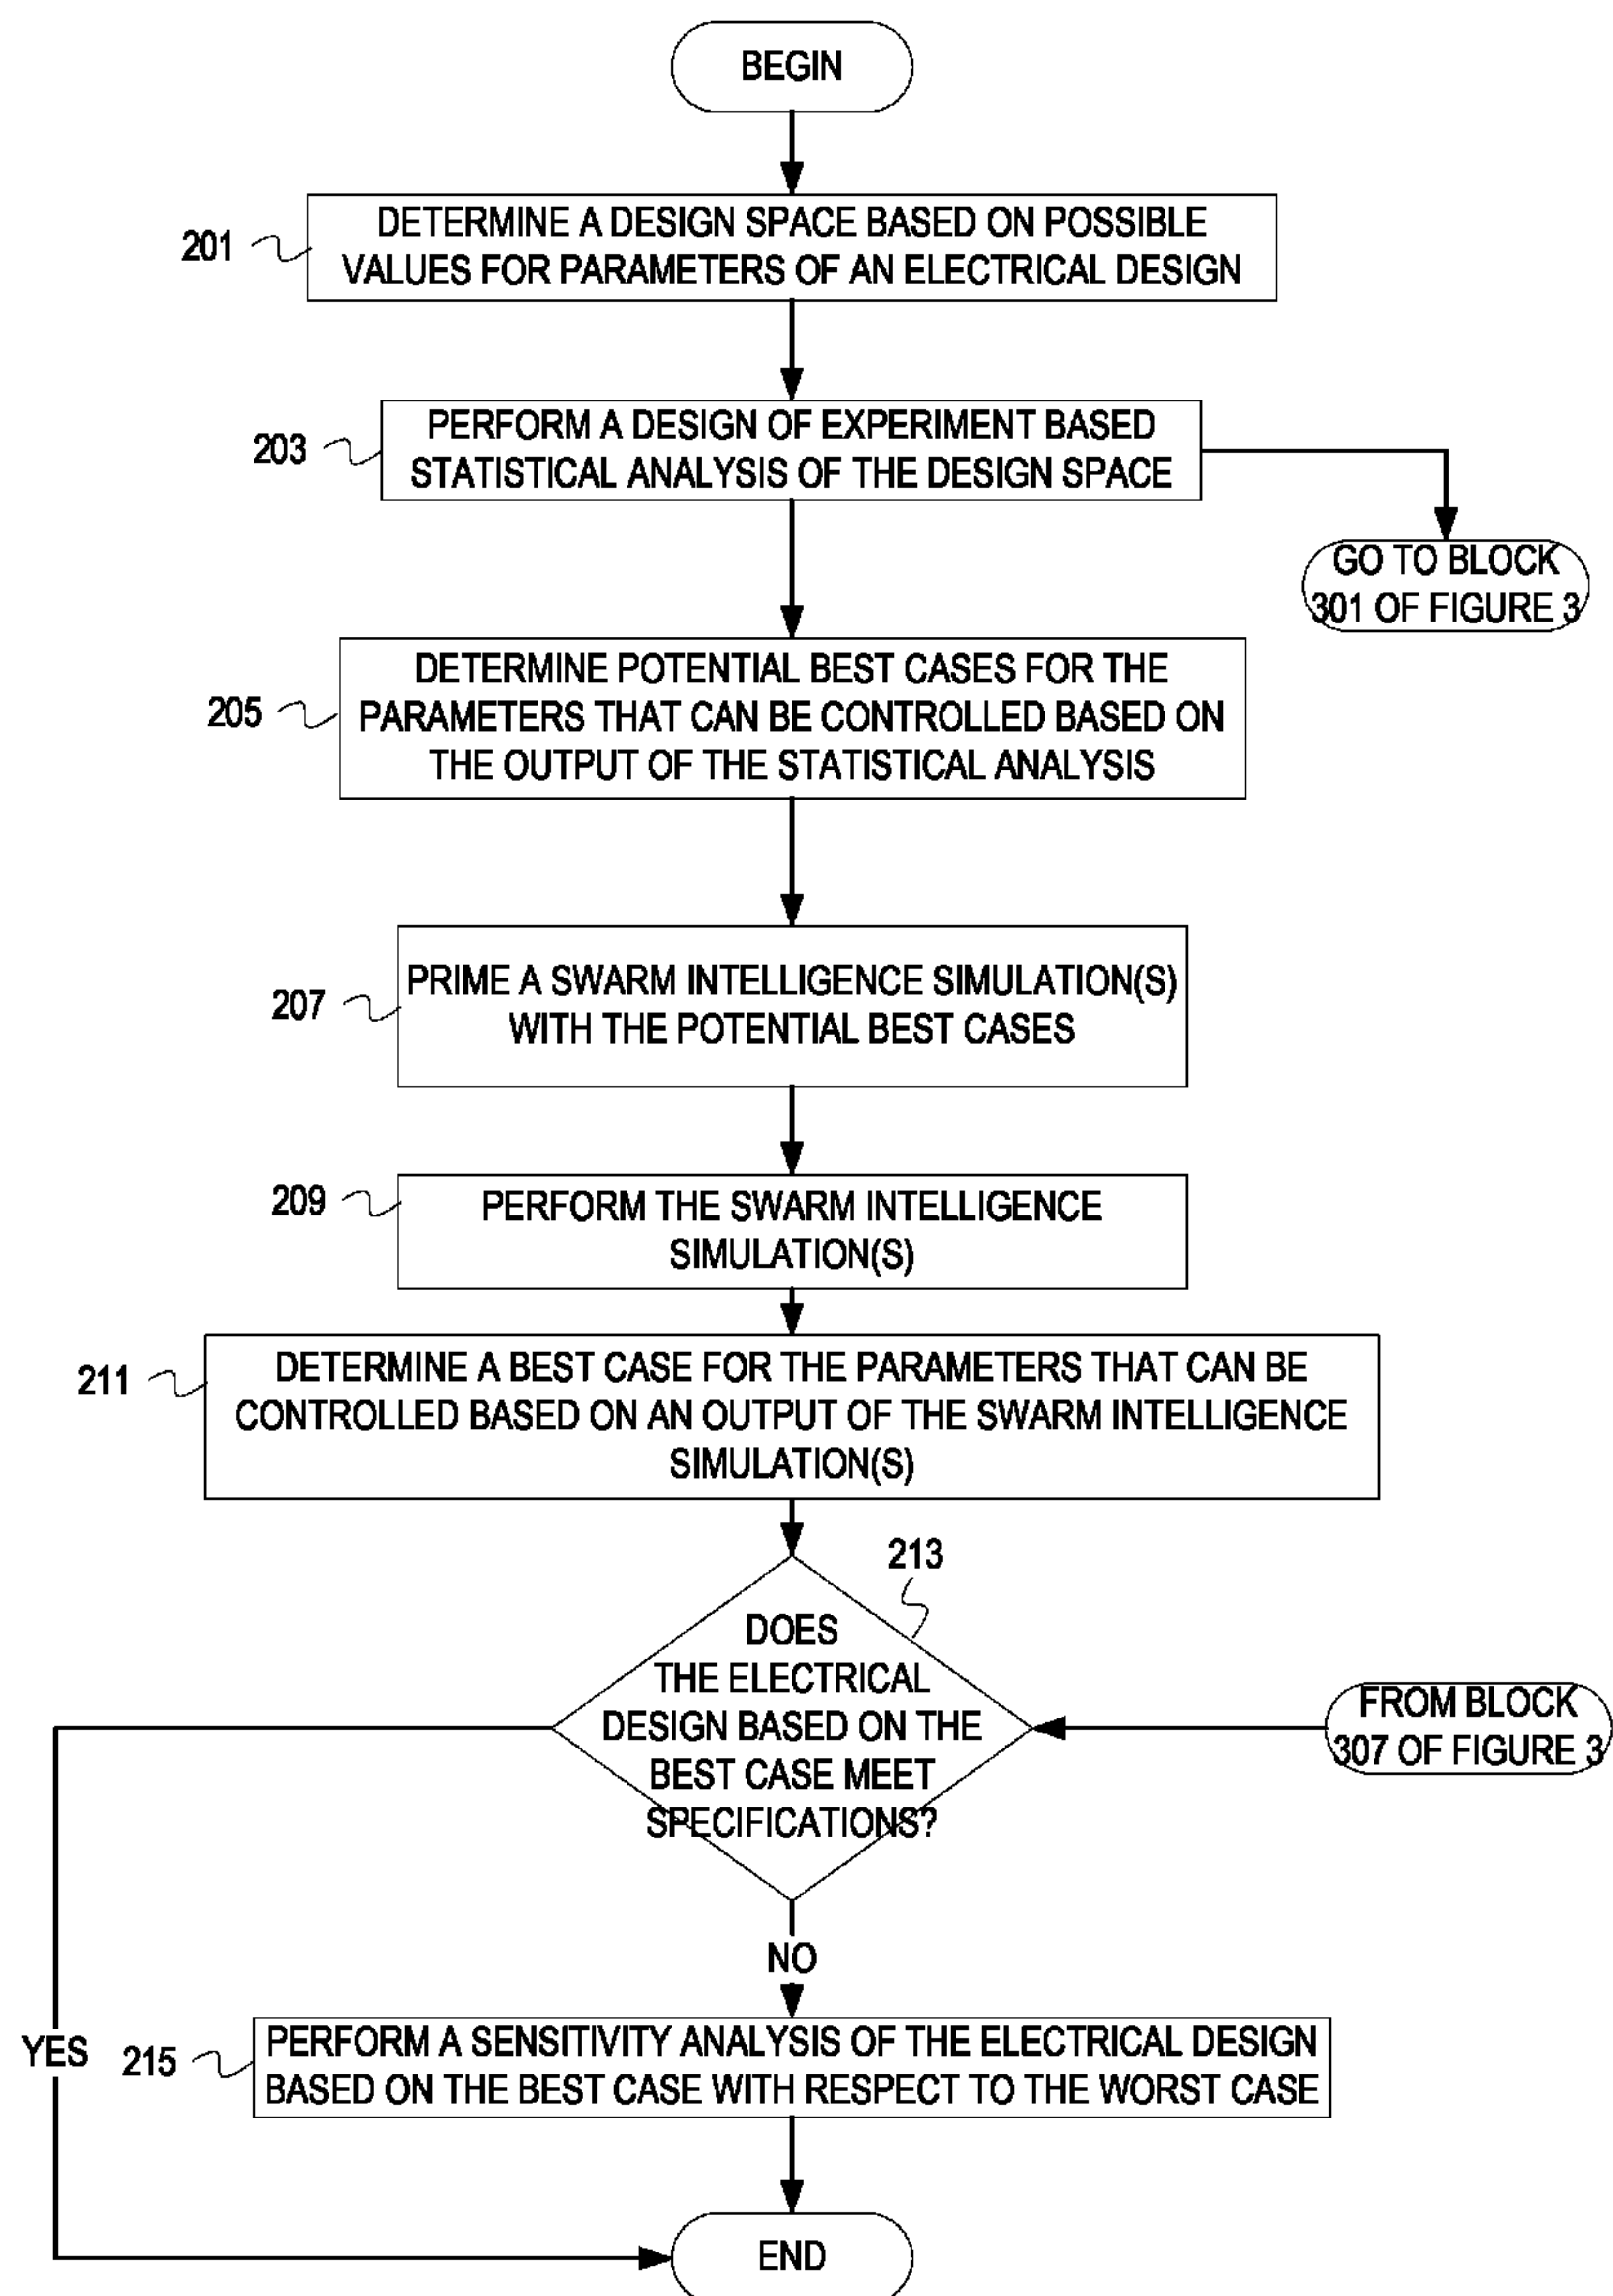 BEGIN
201
DETERMINE A DESIGN SPACE BASED ON POSSIBLE
VALUES FOR PARAMETERS OF AN ELECTRICAL DESIGN
203
PERFORM A DESIGN OF EXPERIMENT BASED
STATISTICAL ANALYSIS OF THE DESIGN SPACE
GO TO BLOCK
301 OF FIGURE 3
205
DETERMINE POTENTIAL BEST CASES FOR THE
PARAMETERS THAT CAN BE CONTROLLED BASED ON
THE OUTPUT OF THE STATISTICAL ANALYSIS
207
PRIME A SWARM INTELLIGENCE SIMULATION(S)
WITH THE POTENTIAL BEST CASES
209
PERFORM THE SWARM INTELLIGENCE
SIMULATION(S)
211
DETERMINE A BEST CASE FOR THE PARAMETERS THAT CAN BE
CONTROLLED BASED ON AN OUTPUT OF THE SWARM INTELLIGENCE
SIMULATION(S)
213
DOES
THE ELECTRICAL
DESIGN BASED ON THE
BEST CASE MEET
SPECIFICATIONS?
FROM BLOCK
307 OF FIGURE 3
NO
YES
215
PERFORM A SENSITIVITY ANALYSIS OF THE ELECTRICAL DESIGN
BASED ON THE BEST CASE WITH RESPECT TO THE WORST CASE
END